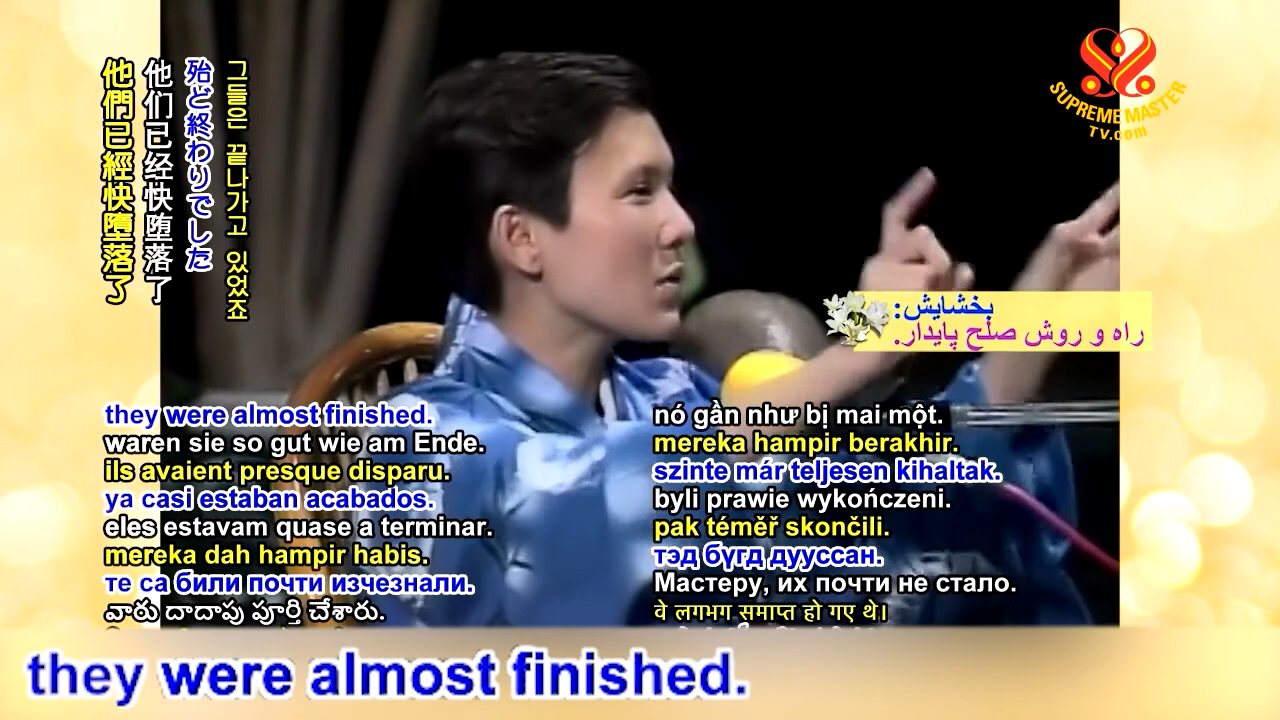 他們已經快墮落了
他们已经快堕落了
殆ど終わりでした
그들은 끝나가고 있었죠
SUPREME MASTER
TV.com
بخشایش:
راه و روش صلح پایدار.
they were almost finished.
waren sie so gut wie am Ende.
ils avaient presque disparu.
ya casi estaban acabados.
eles estavam quase a terminar.
mereka dah hampir habis.
те са били почти изчезнали.
వారు దాదాపు పూర్తి చేశారు.
nó gần như bị mai một.
mereka hampir berakhir.
szinte már teljesen kihaltak.
byli prawie wykończeni.
pak téměř skončili.
тэд бүгд дууссан.
Мастеру, их почти не стало.
वे लगभग समाप्त हो गए थे।
they were almost finished.